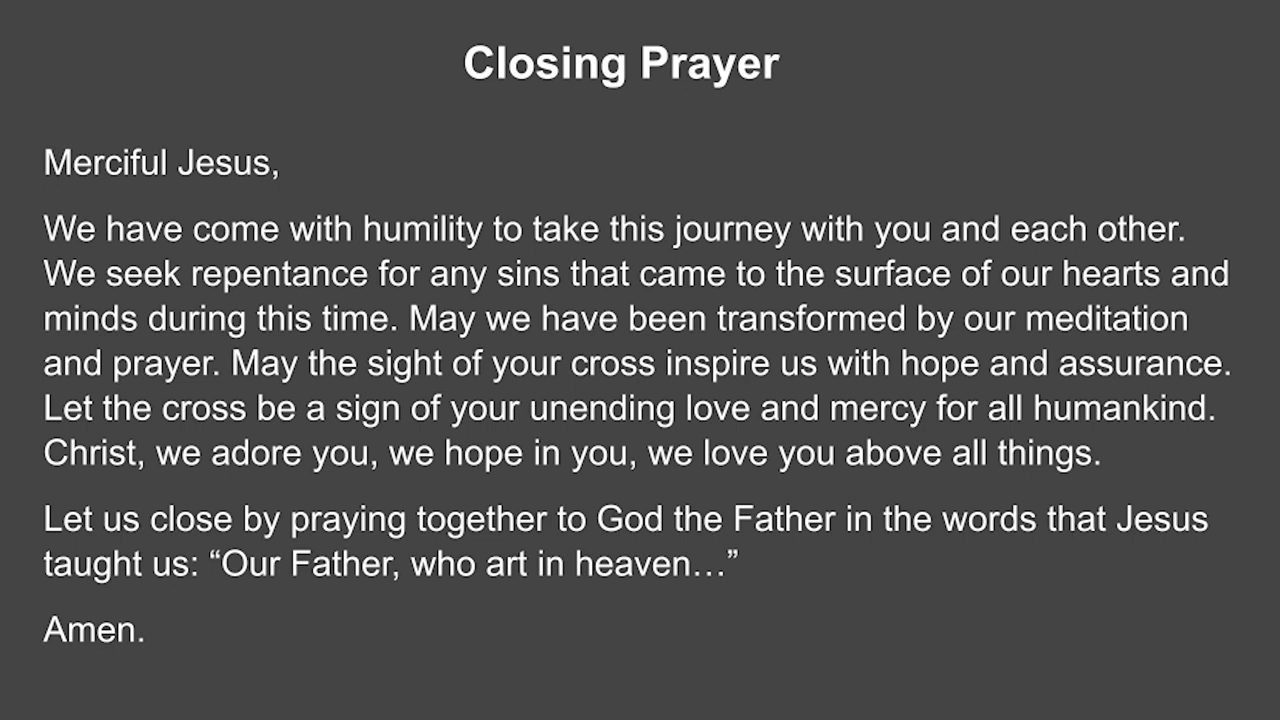 Closing Prayer
Merciful Jesus,
We have come with humility to take this journey with you and each other.
We seek repentance for any sins that came to the surface of our hearts and
minds during this time. May we have been transformed by our meditation
and prayer. May the sight of your cross inspire us with hope and assurance.
Let the cross be a sign of your unending love and mercy for all humankind.
Christ, we adore you, we hope in you, we love you above all things.
Let us close by praying together to God the Father in the words that Jesus
taught us: “Our Father, who art in heaven…”
Amen.